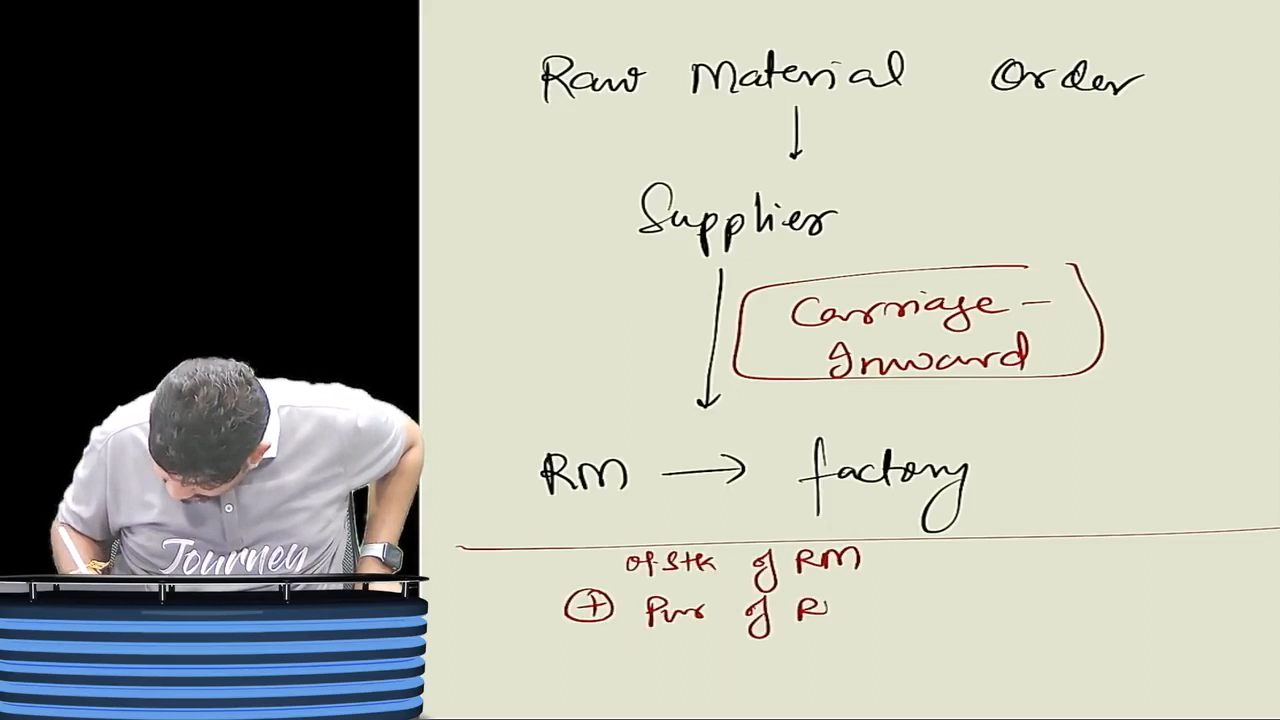 Raw Material Order
↓
Supplier
↓
Carriage -
Inward
RM → factory
Op. Stk of RM
⊕ Pur of R
Journey